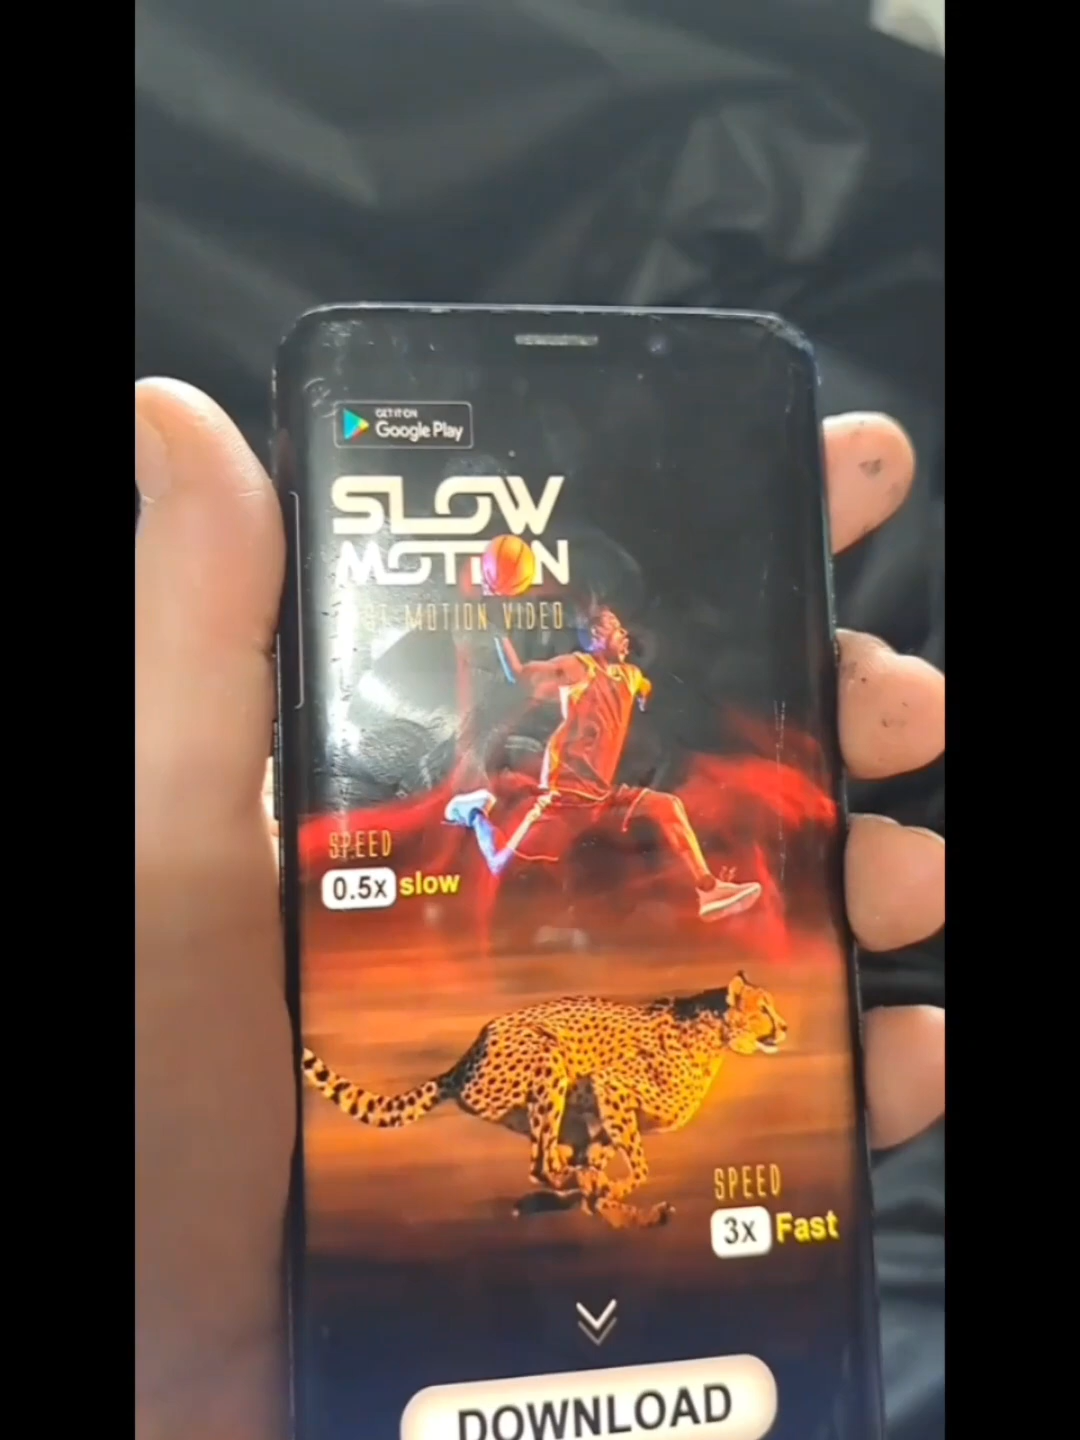 GET IT ON
Google Play
SLOW
MOTION
MOTION VIDEO
SPEED
0.5x slow
SPEED
3x Fast
DOWNLOAD